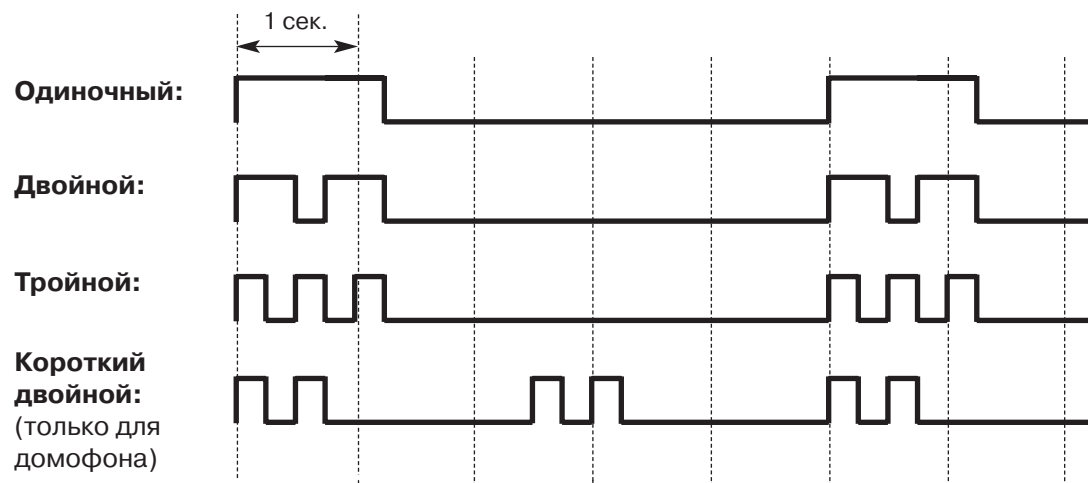 1 сек.
Одиночный:
Двойной:
Тройной:
Короткий
двойной:
(только для
домофона)